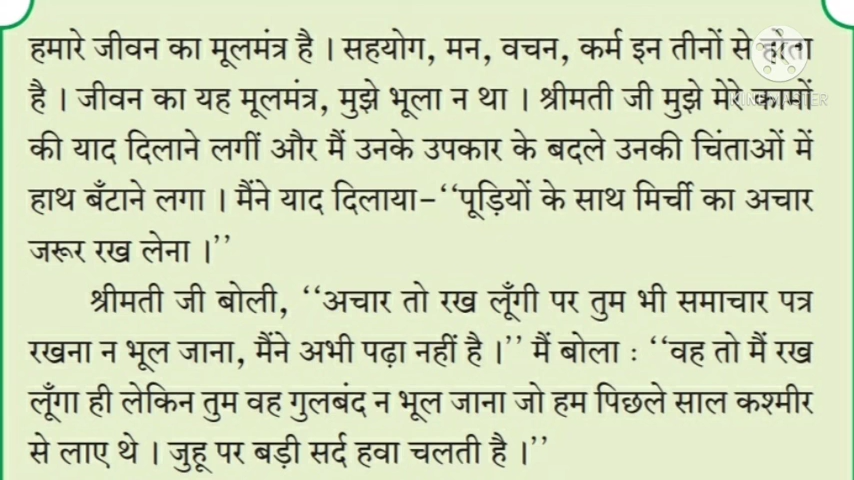 हमारे जीवन का मूलमंत्र है । सहयोग, मन, वचन, कर्म इन तीनों से होता
है । जीवन का यह मूलमंत्र, मुझे भूला न था । श्रीमती जी मुझे मेरे कामों
की याद दिलाने लगीं और मैं उनके उपकार के बदले उनकी चिंताओं में
हाथ बँटाने लगा । मैंने याद दिलाया-‘‘पूड़ियों के साथ मिर्ची का अचार
जरूर रख लेना ।’’
श्रीमती जी बोली, ‘‘अचार तो रख लूँगी पर तुम भी समाचार पत्र
रखना न भूल जाना, मैंने अभी पढ़ा नहीं है ।’’ मैं बोला : ‘‘वह तो मैं रख
लूँगा ही लेकिन तुम वह गुलबंद न भूल जाना जो हम पिछले साल कश्मीर
से लाए थे । जुहू पर बड़ी सर्द हवा चलती है ।’’
KINEMASTER